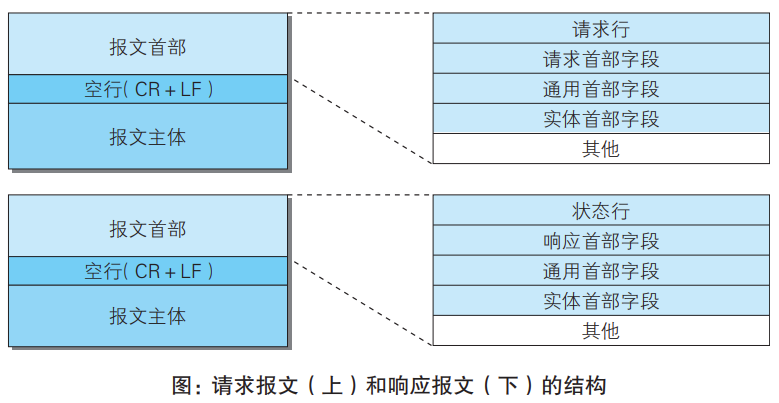 报文首部
空行(CR+LF)
报文主体
请求行
请求首部字段
通用首部字段
实体首部字段
其他
报文首部
空行(CR+LF)
报文主体
状态行
响应首部字段
通用首部字段
实体首部字段
其他
图：请求报文（上）和响应报文（下）的结构